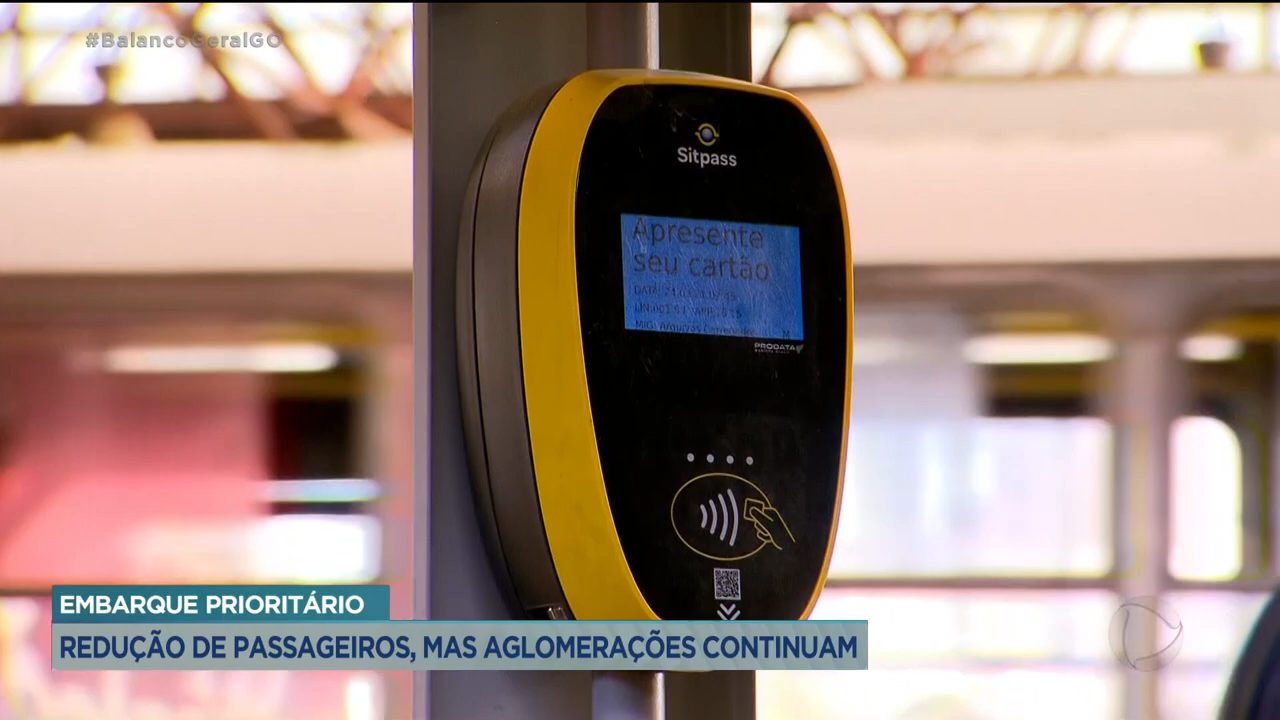 #BalancoGeralGO
Sitpass
Apresente
seu cartão
PRODATA
EMBARQUE PRIORITÁRIO
REDUÇÃO DE PASSAGEIROS, MAS AGLOMERAÇÕES CONTINUAM